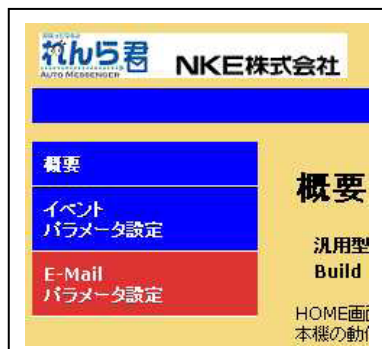 れんら君
AUTO MESSENGER
NKE株式会社
概要
イベント
パラメータ設定
E-Mail
パラメータ設定
概要
汎用型
Build
HOME画
本機の動